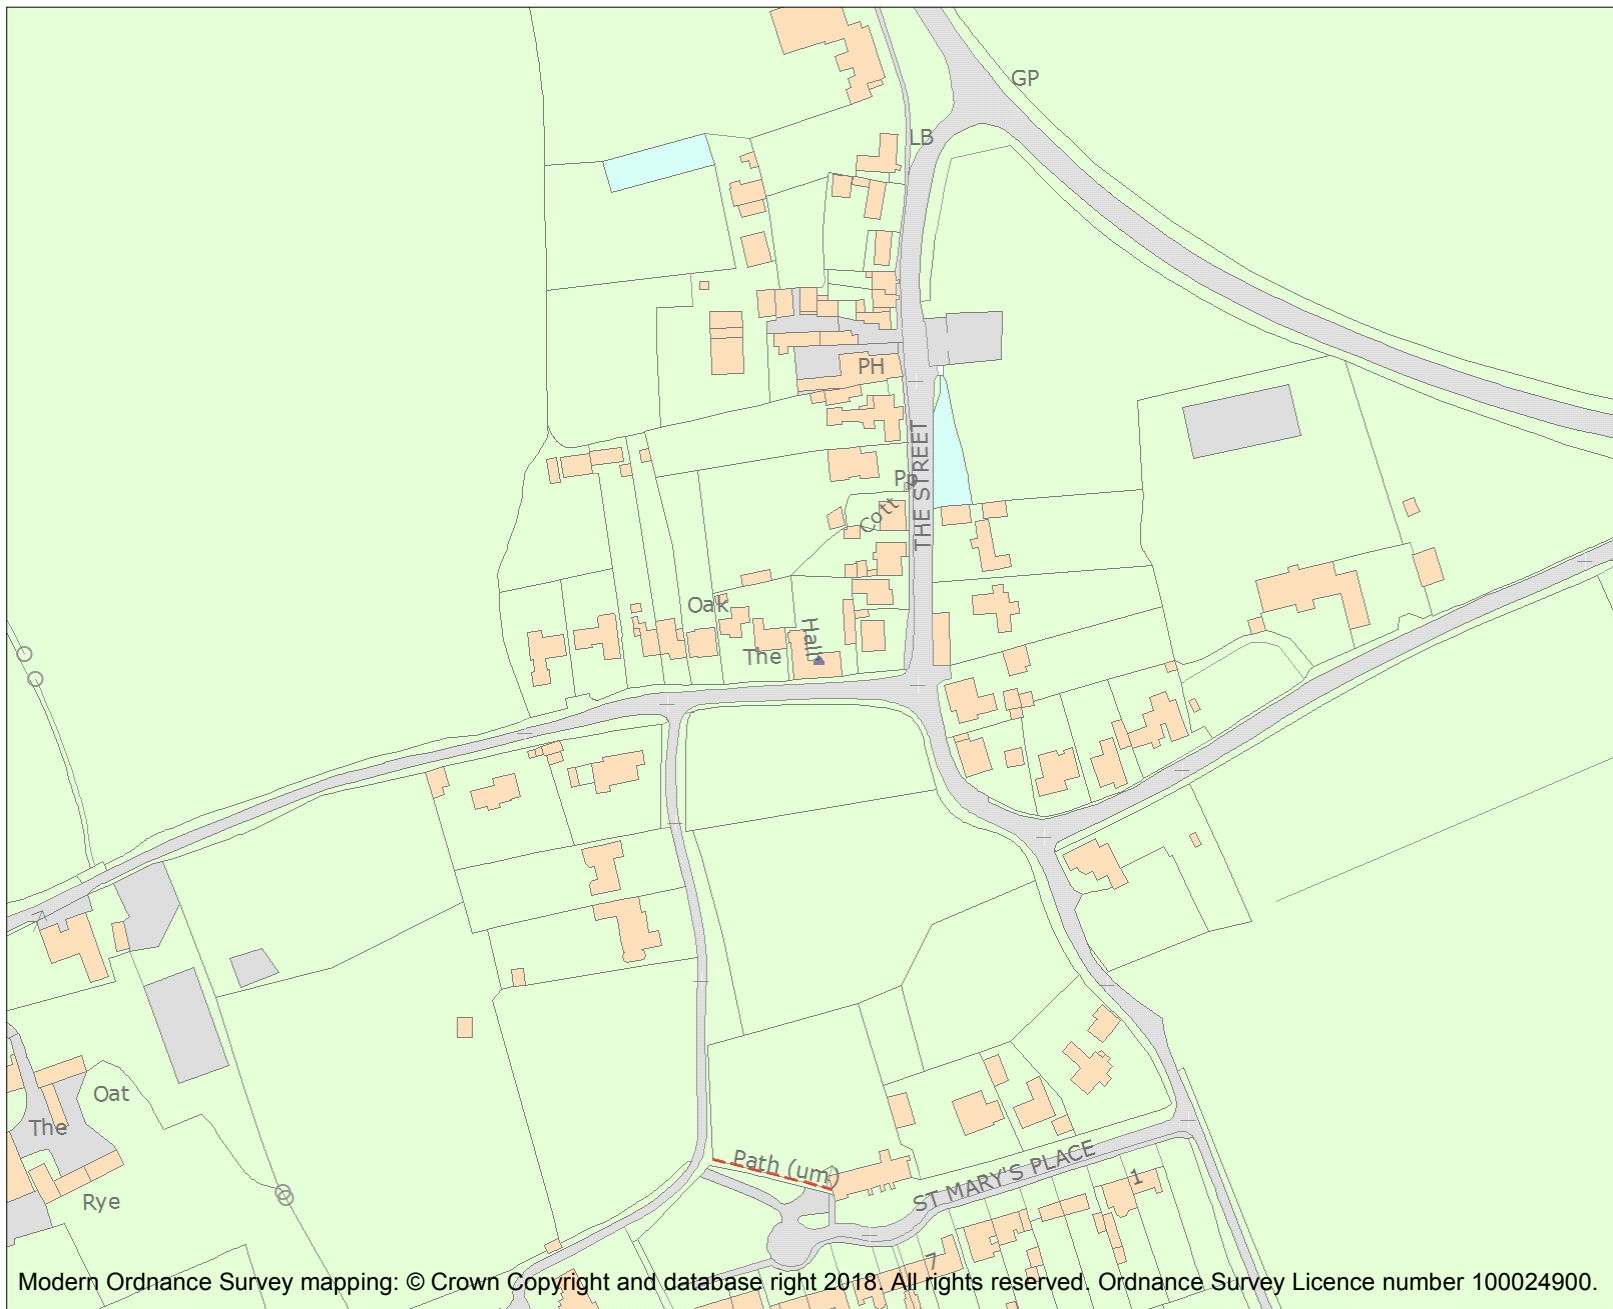 GP
LB
PH
THE STREET
Pp
Cott
Oak
Hall
The
Oat
The
Rye
Path (um)
ST MARY'S PLACE
1
7
Modern Ordnance Survey mapping: © Crown Copyright and database right 2018. All rights reserved. Ordnance Survey Licence number 100024900.